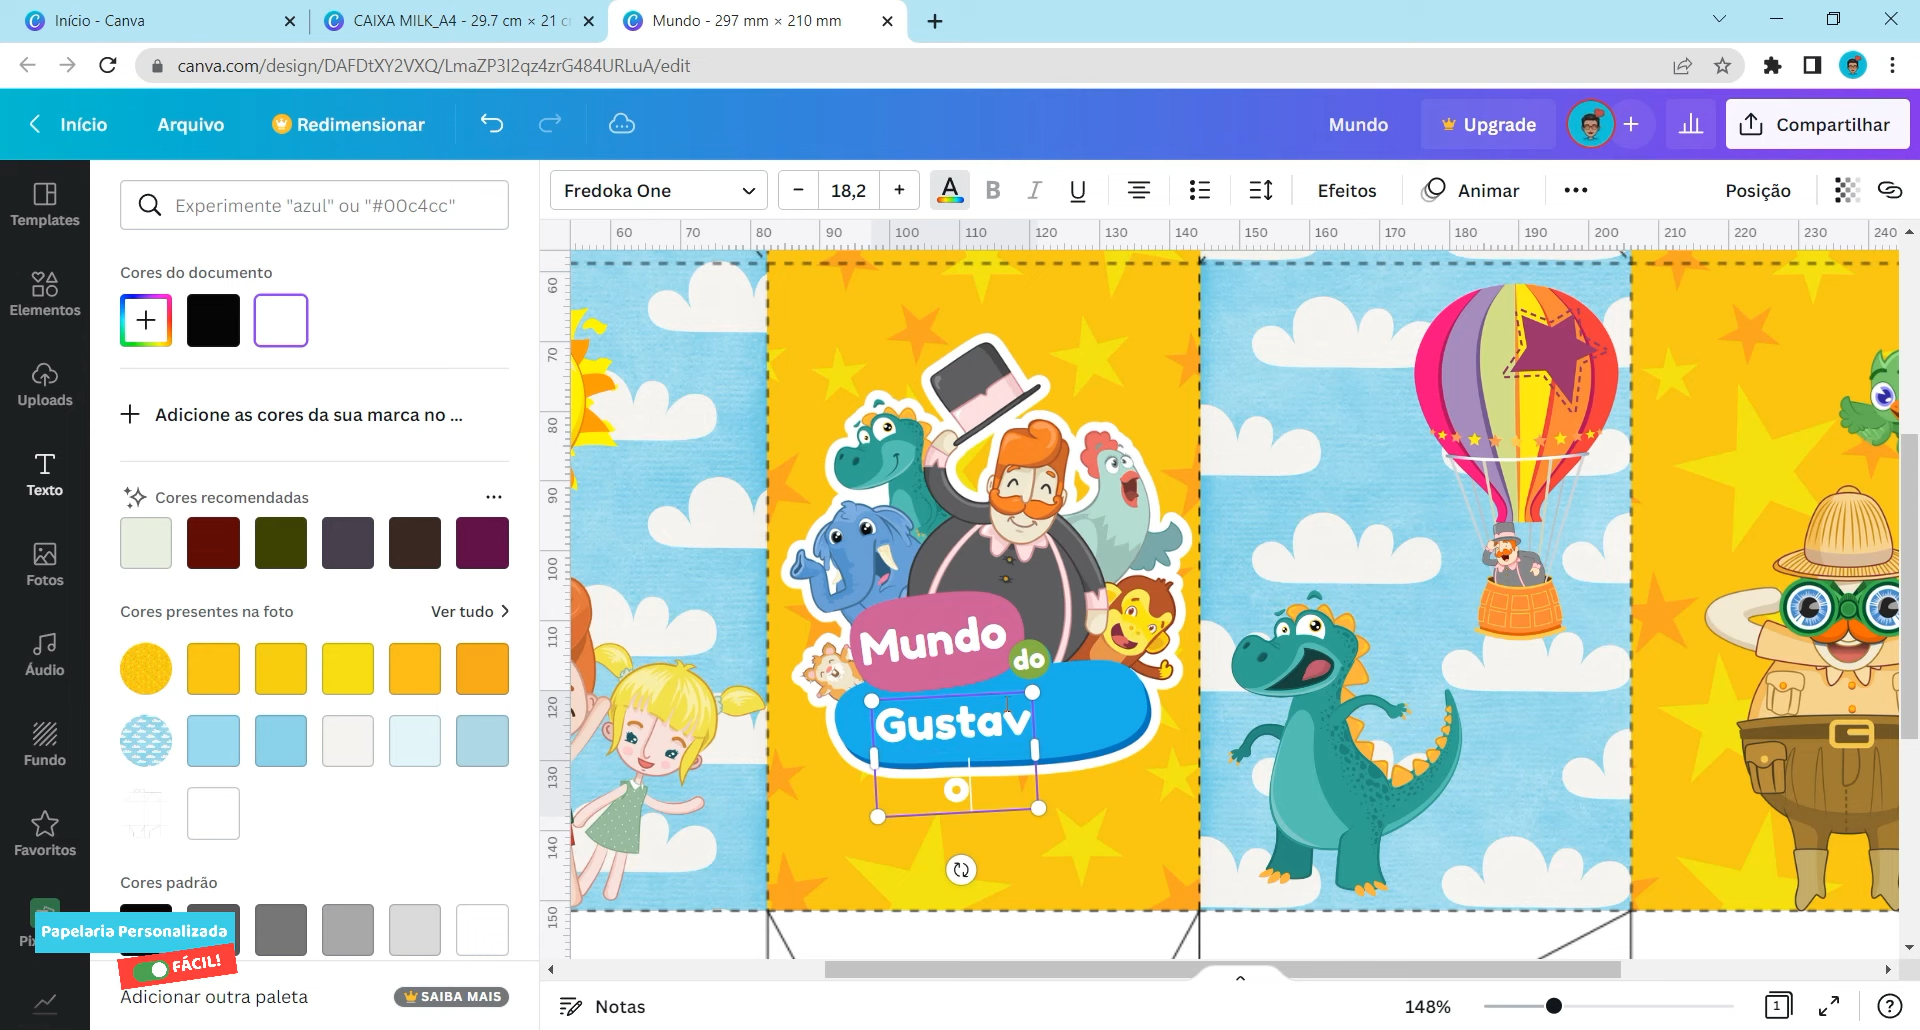 Início - Canva
CAIXA MILK_A4 - 29.7 cm × 21 c
Mundo - 297 mm × 210 mm
canva.com/design/DAFDtXY2VXQ/LmaZP3I2qz4zrG484URLuA/edit
Início
Arquivo
Redimensionar
Mundo
Upgrade
Compartilhar
Templates
Elementos
Uploads
Texto
Fotos
Áudio
Fundo
Favoritos
Experimente "azul" ou "#00c4cc"
Cores do documento
Adicione as cores da sua marca no ...
Cores recomendadas
Cores presentes na foto
Ver tudo
Cores padrão
Papelaria Personalizada
FÁCIL!
Adicionar outra paleta
SAIBA MAIS
Fredoka One
18,2
A
B
I
U
Efeitos
Animar
Posição
60 70 80 90 100 110 120 130 140 150 160 170 180 190 200 210 220 230 240
60
70
80
90
100
110
120
130
140
150
Mundo
do
Gustav
o
Notas
148%
1
?